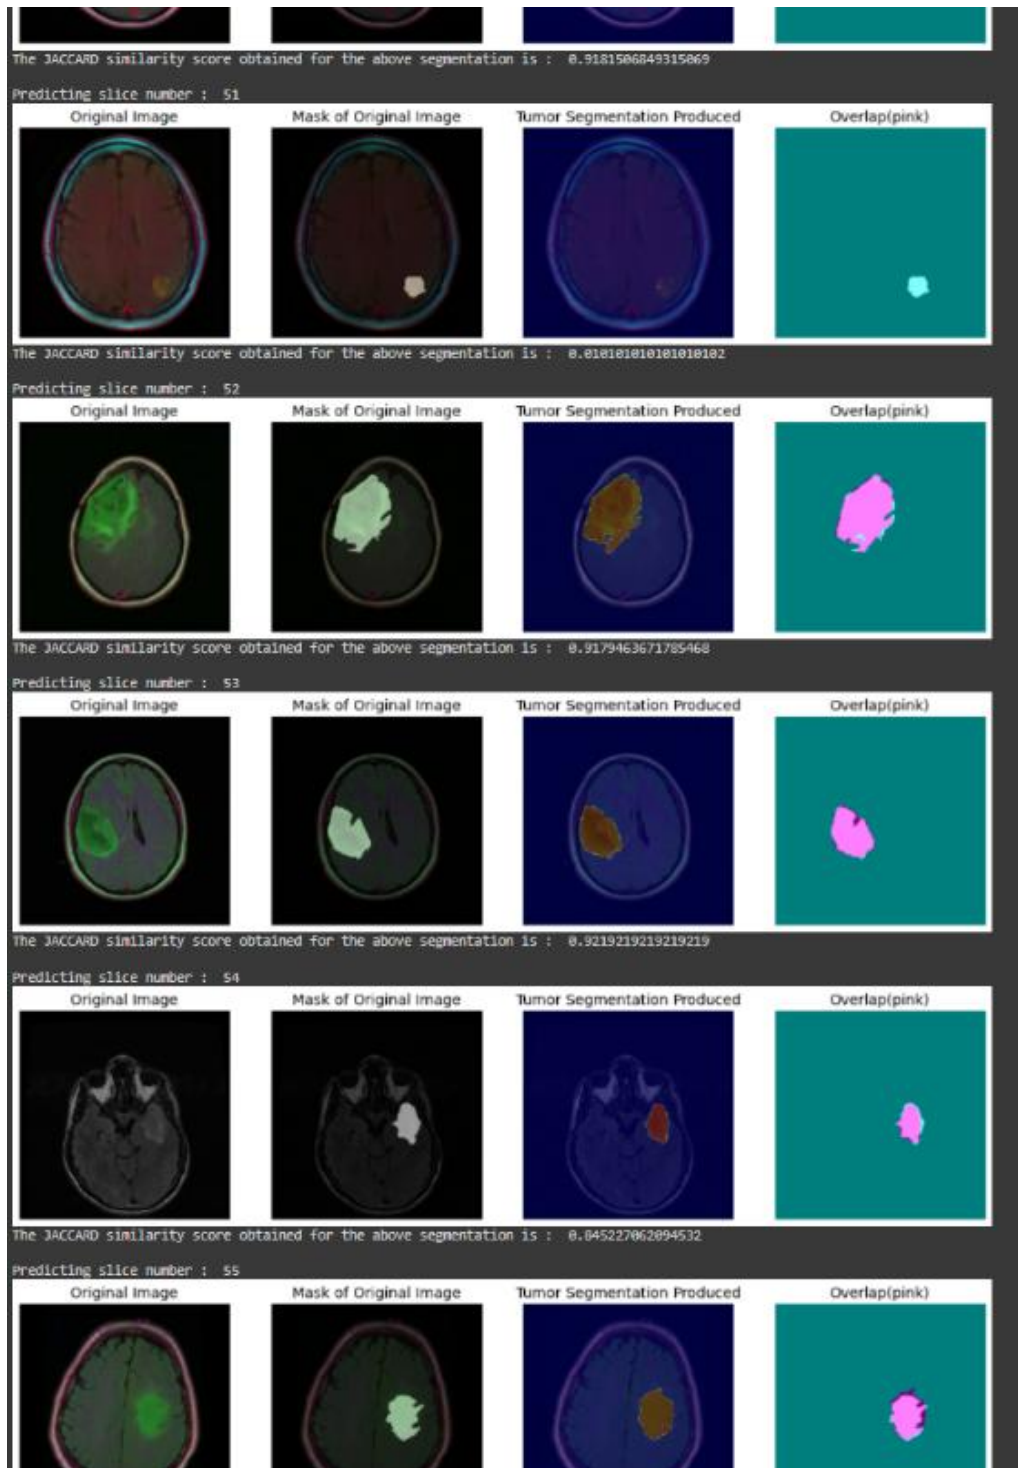 The JACCARD similarity score obtained for the above segmentation is : 0.9181506849315069
Predicting slice number : 51
Original Image Mask of Original Image Tumor Segmentation Produced Overlap(pink)
The JACCARD similarity score obtained for the above segmentation is : 0.010101010101010102
Predicting slice number : 52
Original Image Mask of Original Image Tumor Segmentation Produced Overlap(pink)
The JACCARD similarity score obtained for the above segmentation is : 0.9179463671785468
Predicting slice number : 53
Original Image Mask of Original Image Tumor Segmentation Produced Overlap(pink)
The JACCARD similarity score obtained for the above segmentation is : 0.9219219219219219
Predicting slice number : 54
Original Image Mask of Original Image Tumor Segmentation Produced Overlap(pink)
The JACCARD similarity score obtained for the above segmentation is : 0.845227062094532
Predicting slice number : 55
Original Image Mask of Original Image Tumor Segmentation Produced Overlap(pink)